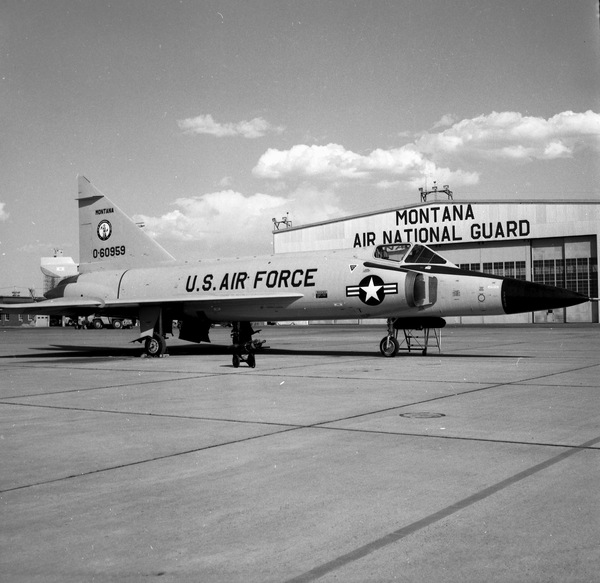 MONTANA
AIR NATIONAL GUARD
MONTANA
0-60959
U.S. AIR FORCE